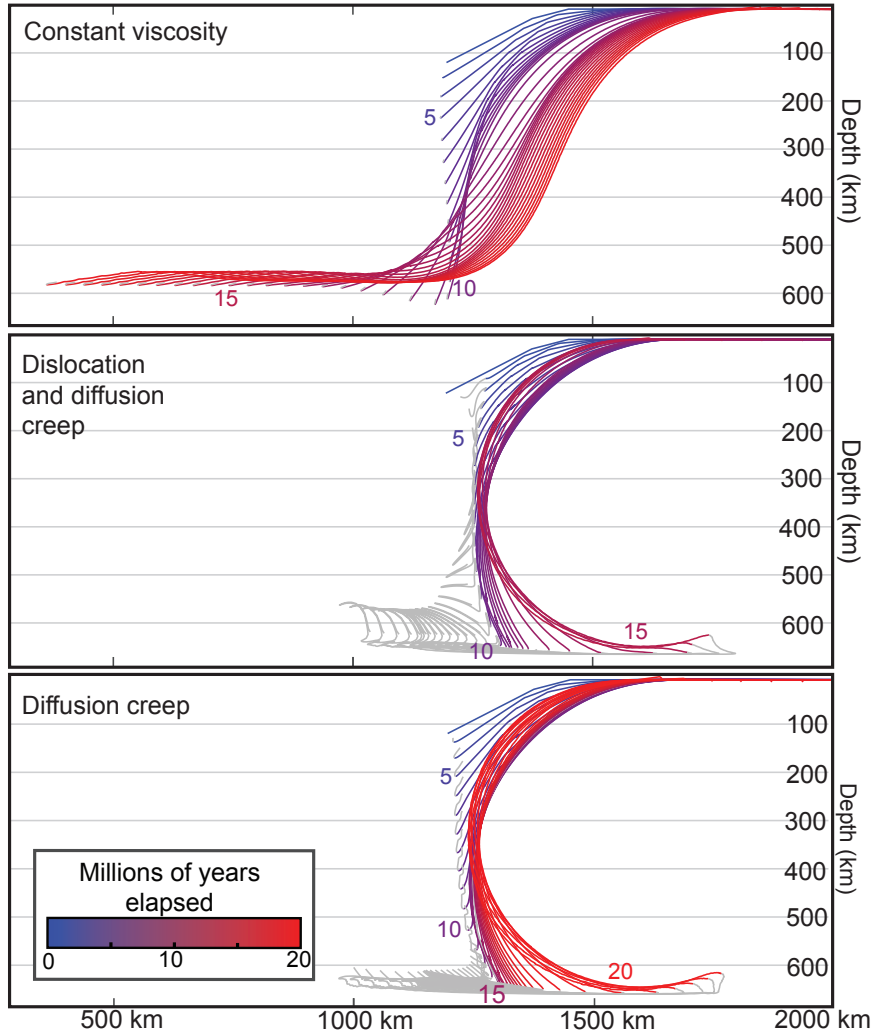 Constant viscosity
100
200
300
400
500
600
Depth (km)
5
10
15
Dislocation
and diffusion
creep
100
200
300
400
500
600
Depth (km)
5
10
15
Diffusion creep
100
200
300
400
500
600
Depth (km)
5
10
15
20
Millions of years
elapsed
0 10 20
500 km 1000 km 1500 km 2000 km